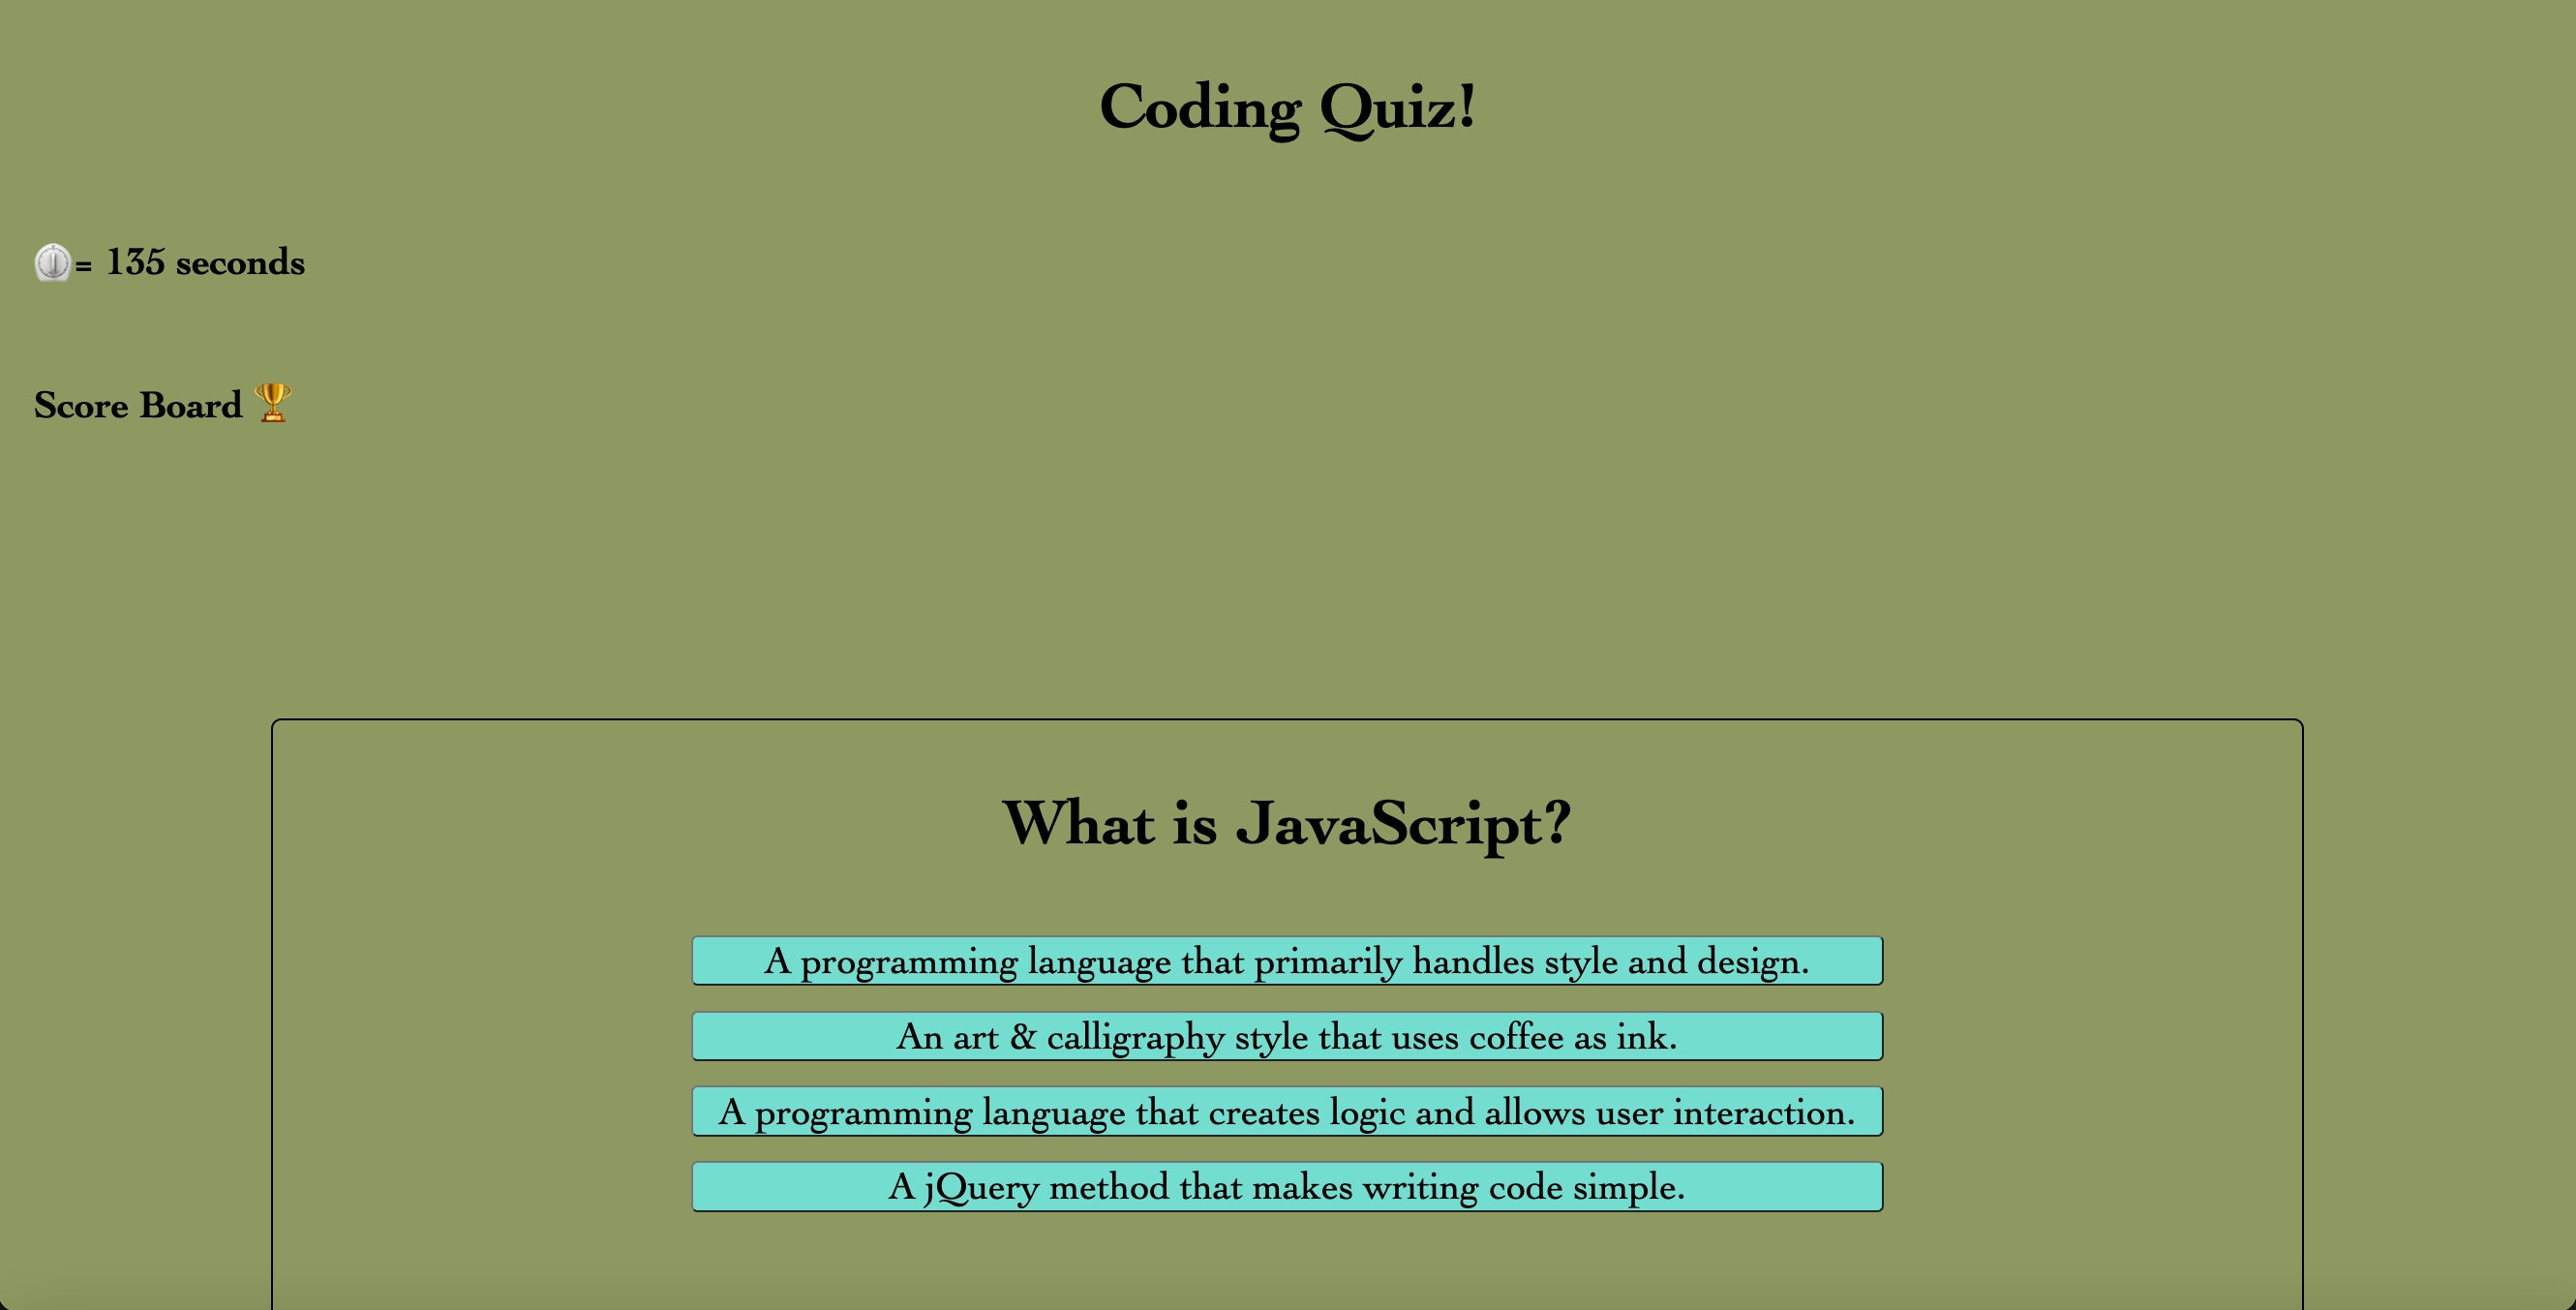 Coding Quiz!
⏲= 135 seconds
Score Board 🏆
What is JavaScript?
A programming language that primarily handles style and design.
An art & calligraphy style that uses coffee as ink.
A programming language that creates logic and allows user interaction.
A jQuery method that makes writing code simple.